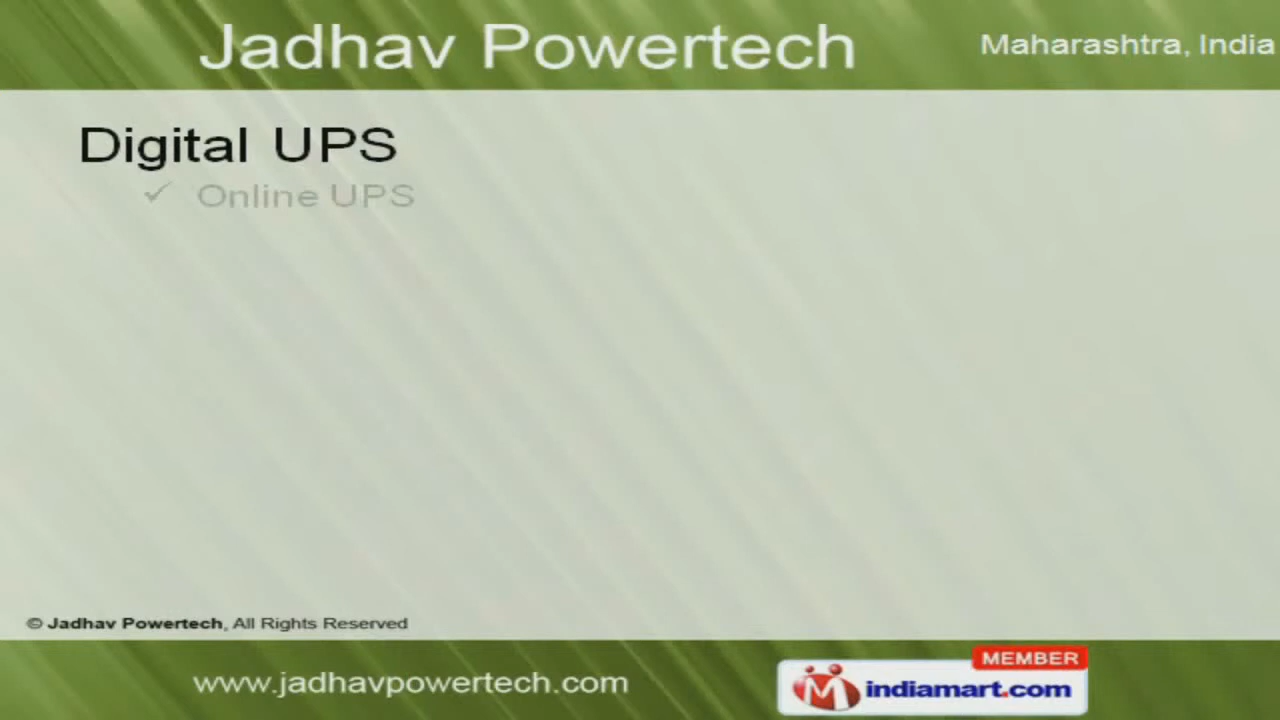 Jadhav Powertech
Maharashtra, India
Digital UPS
✓ Online UPS
© Jadhav Powertech, All Rights Reserved
www.jadhavpowertech.com
MEMBER
indiamart.com